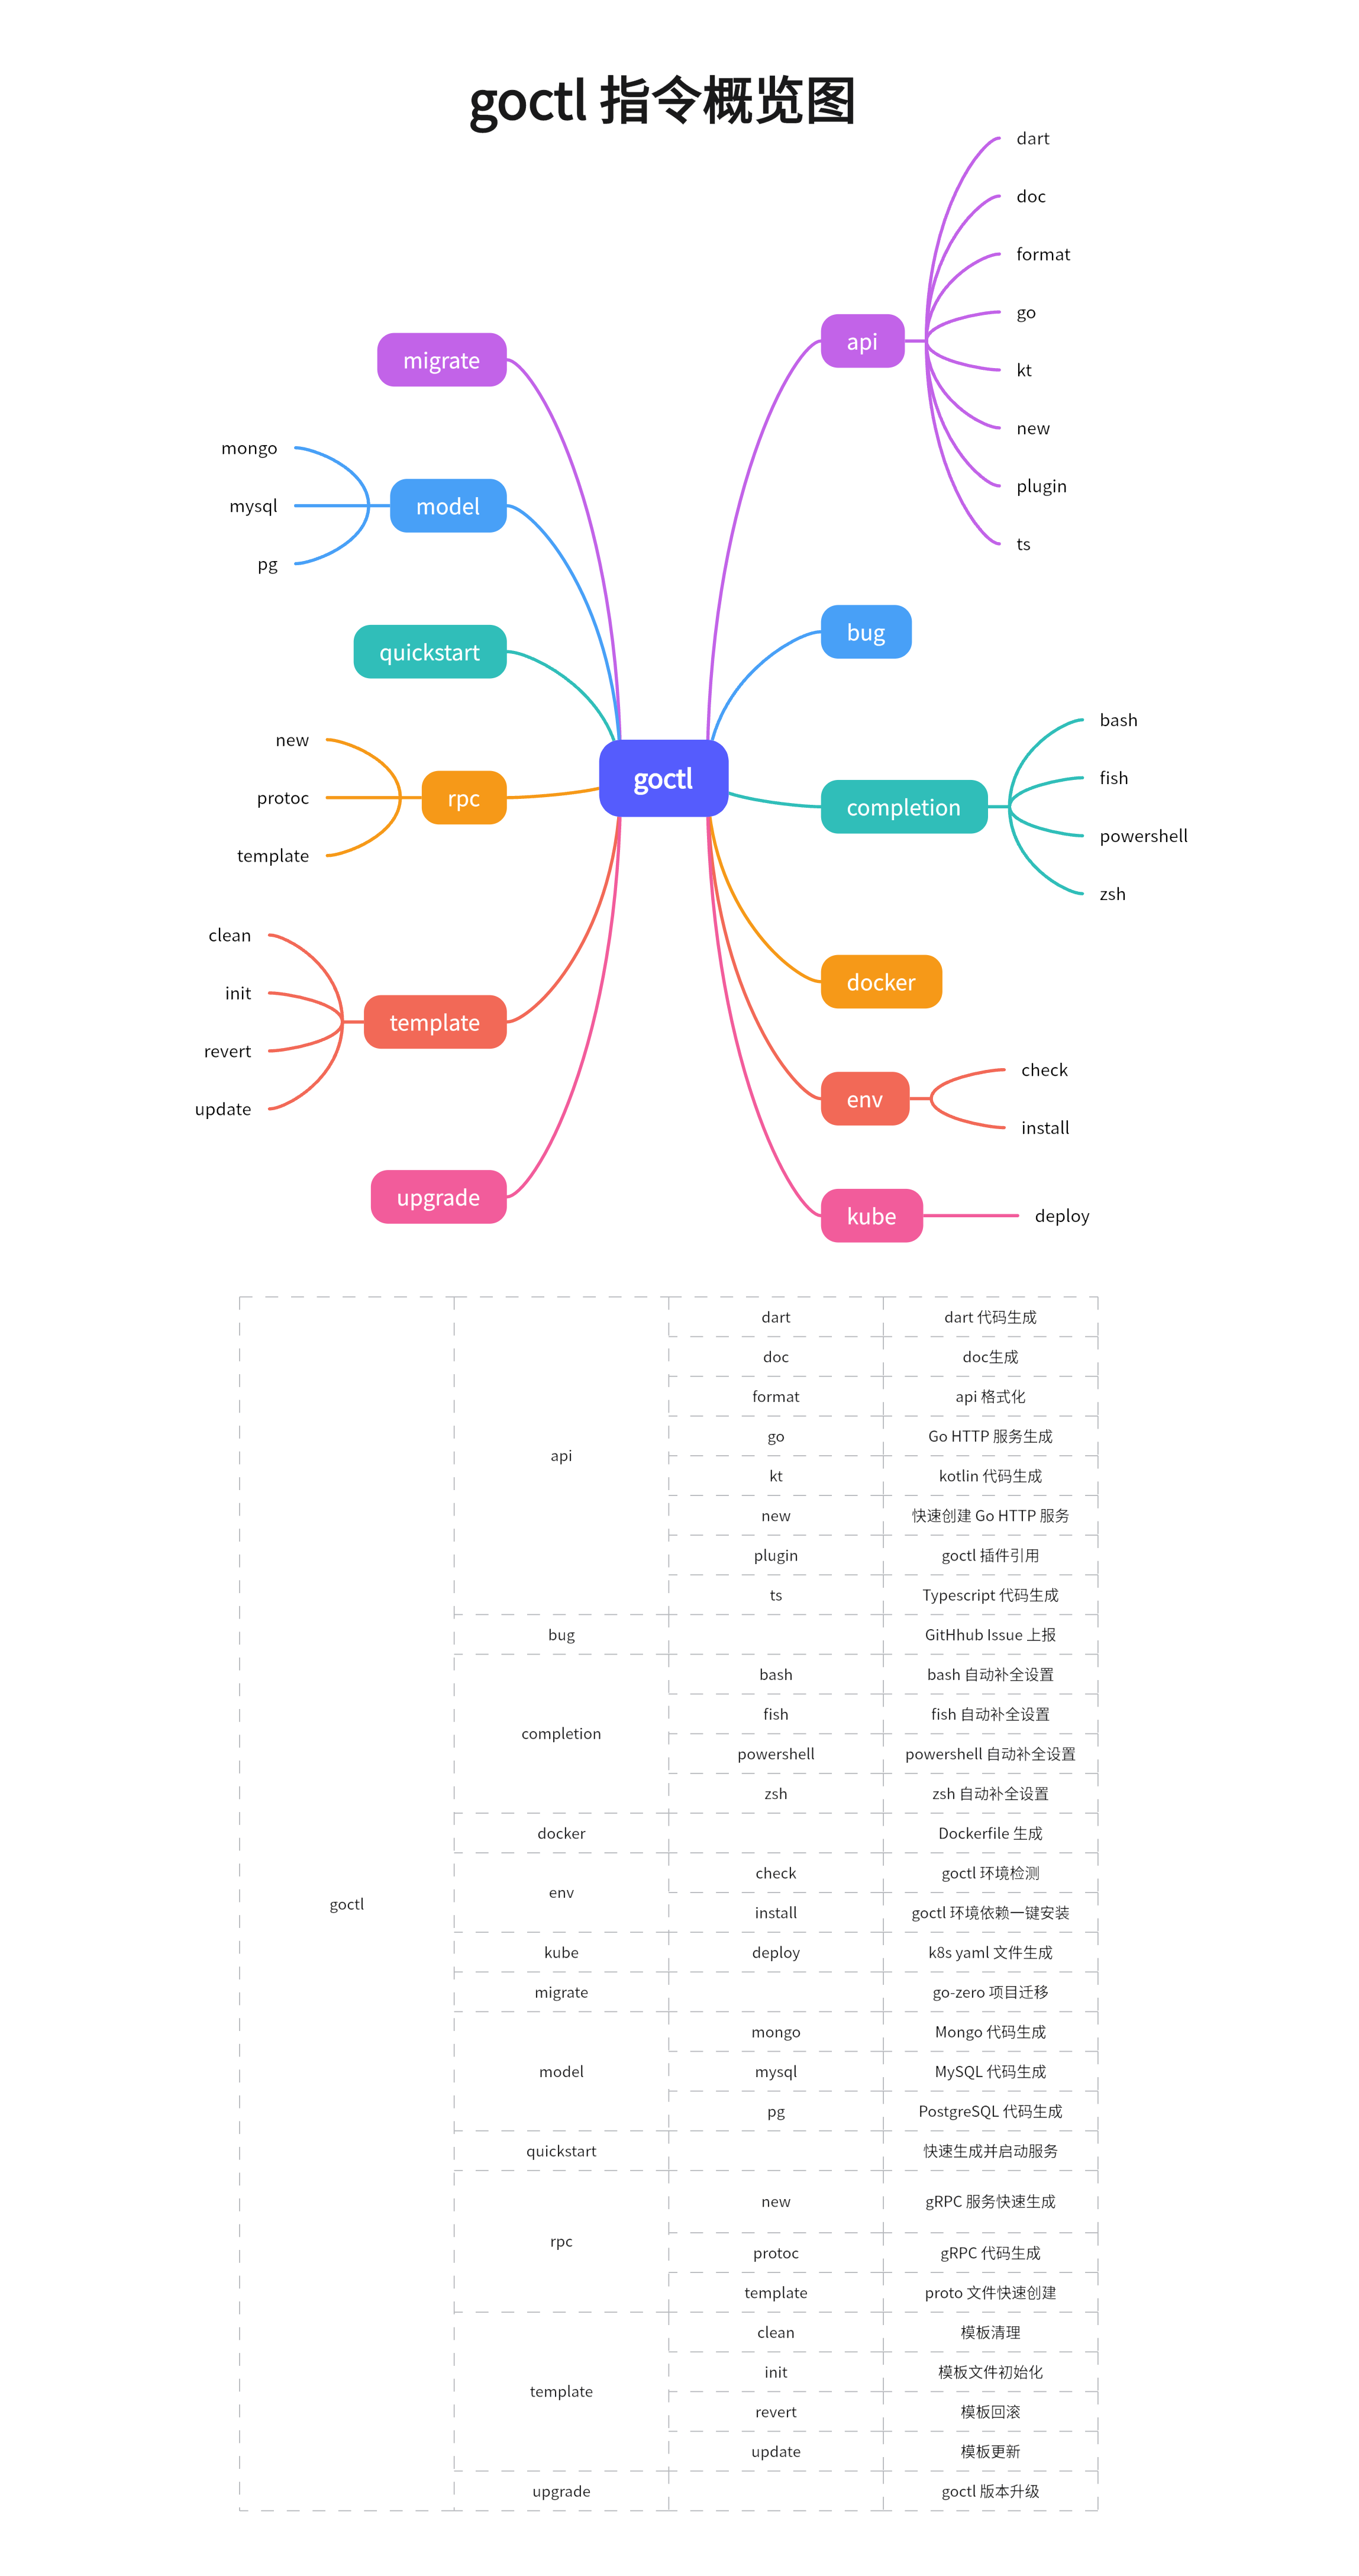 goctl 指令概览图
dart
doc
format
go
kt
new
plugin
ts
api
migrate
mongo
mysql
pg
model
bug
quickstart
bash
fish
powershell
zsh
completion
new
protoc
template
rpc
goctl
clean
init
revert
update
template
docker
check
install
env
upgrade
kube
deploy
goctl
api
dart
dart 代码生成
doc
doc生成
format
api 格式化
go
Go HTTP 服务生成
kt
kotlin 代码生成
new
快速创建 Go HTTP 服务
plugin
goctl 插件引用
ts
Typescript 代码生成
bug
GitHhub Issue 上报
completion
bash
bash 自动补全设置
fish
fish 自动补全设置
powershell
powershell 自动补全设置
zsh
zsh 自动补全设置
docker
Dockerfile 生成
env
check
goctl 环境检测
install
goctl 环境依赖一键安装
kube
deploy
k8s yaml 文件生成
migrate
go-zero 项目迁移
model
mongo
Mongo 代码生成
mysql
MySQL 代码生成
pg
PostgreSQL 代码生成
quickstart
快速生成并启动服务
rpc
new
gRPC 服务快速生成
protoc
gRPC 代码生成
template
proto 文件快速创建
template
clean
模板清理
init
模板文件初始化
revert
模板回滚
update
模板更新
upgrade
goctl 版本升级